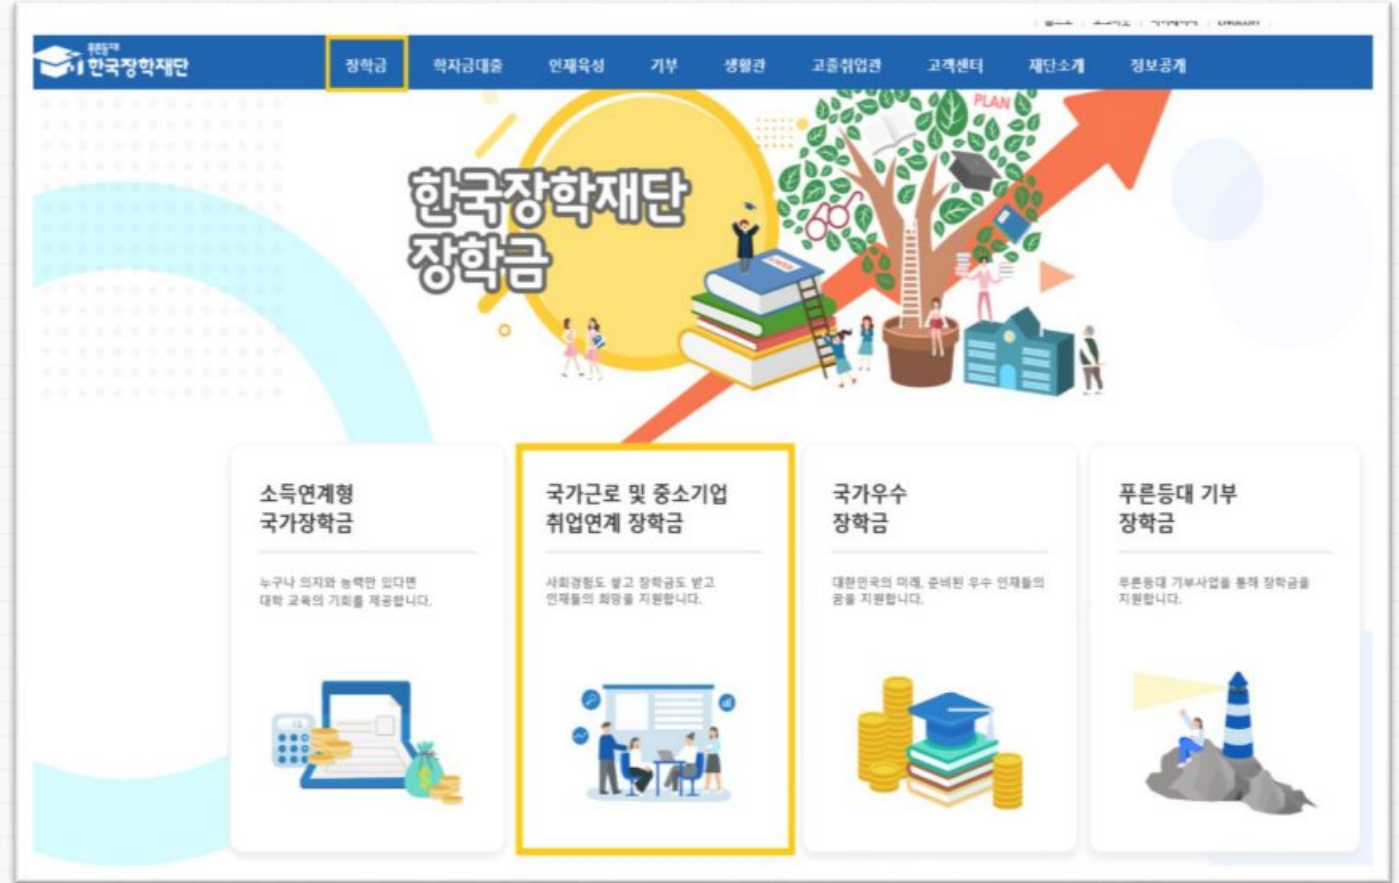 푸른등대
한국장학재단
장학금 학자금대출 인재육성 기부 생활관 고졸취업관 고객센터 재단소개 정보공개
PLAN
한국장학재단
장학금
소득연계형
국가장학금
누구나 의지와 능력만 있다면
대학 교육의 기회를 제공합니다.
국가근로 및 중소기업
취업연계 장학금
사회경험도 쌓고 장학금도 받고
인재들의 희망을 지원합니다.
국가우수
장학금
대한민국의 미래, 준비된 우수 인재들의
꿈을 지원합니다.
푸른등대 기부
장학금
푸른등대 기부사업을 통해 장학금을
지원합니다.